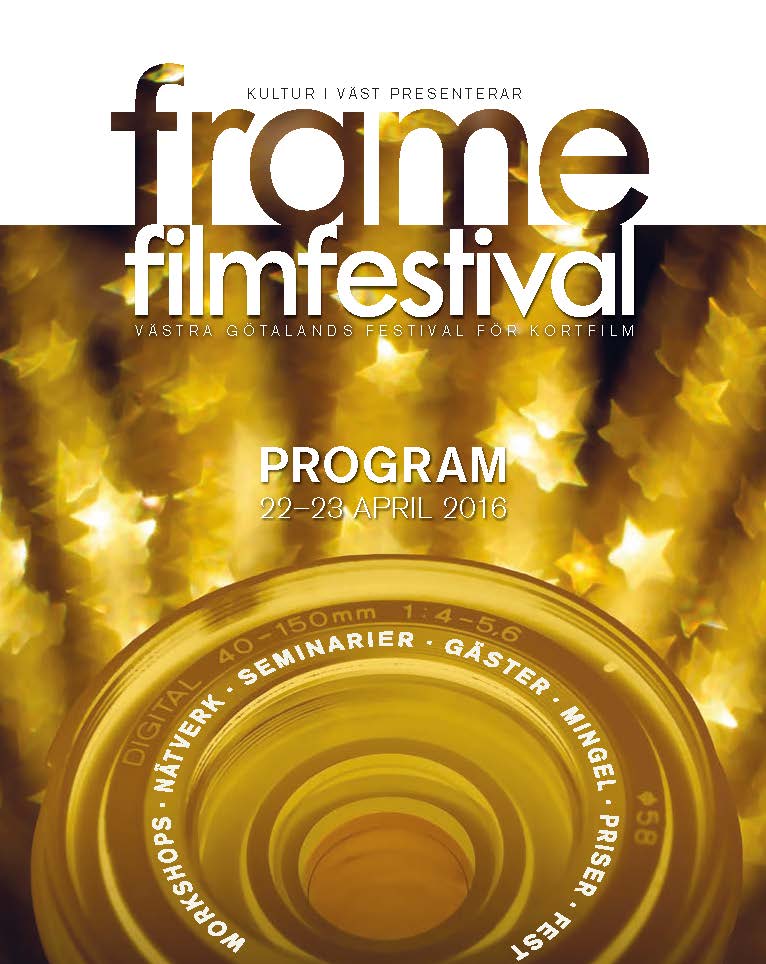 KULTUR I VÄST PRESENTERAR
frame
filmfestival
VÄSTRA GÖTALANDS FESTIVAL FÖR KORTFILM
PROGRAM
22–23 APRIL 2016
DIGITAL 40-150mm 1:4-5,6
ϕ58
WORKSHOPS · NÄTVERK · SEMINARIER · GÄSTER · MINGEL · PRISER · FEST